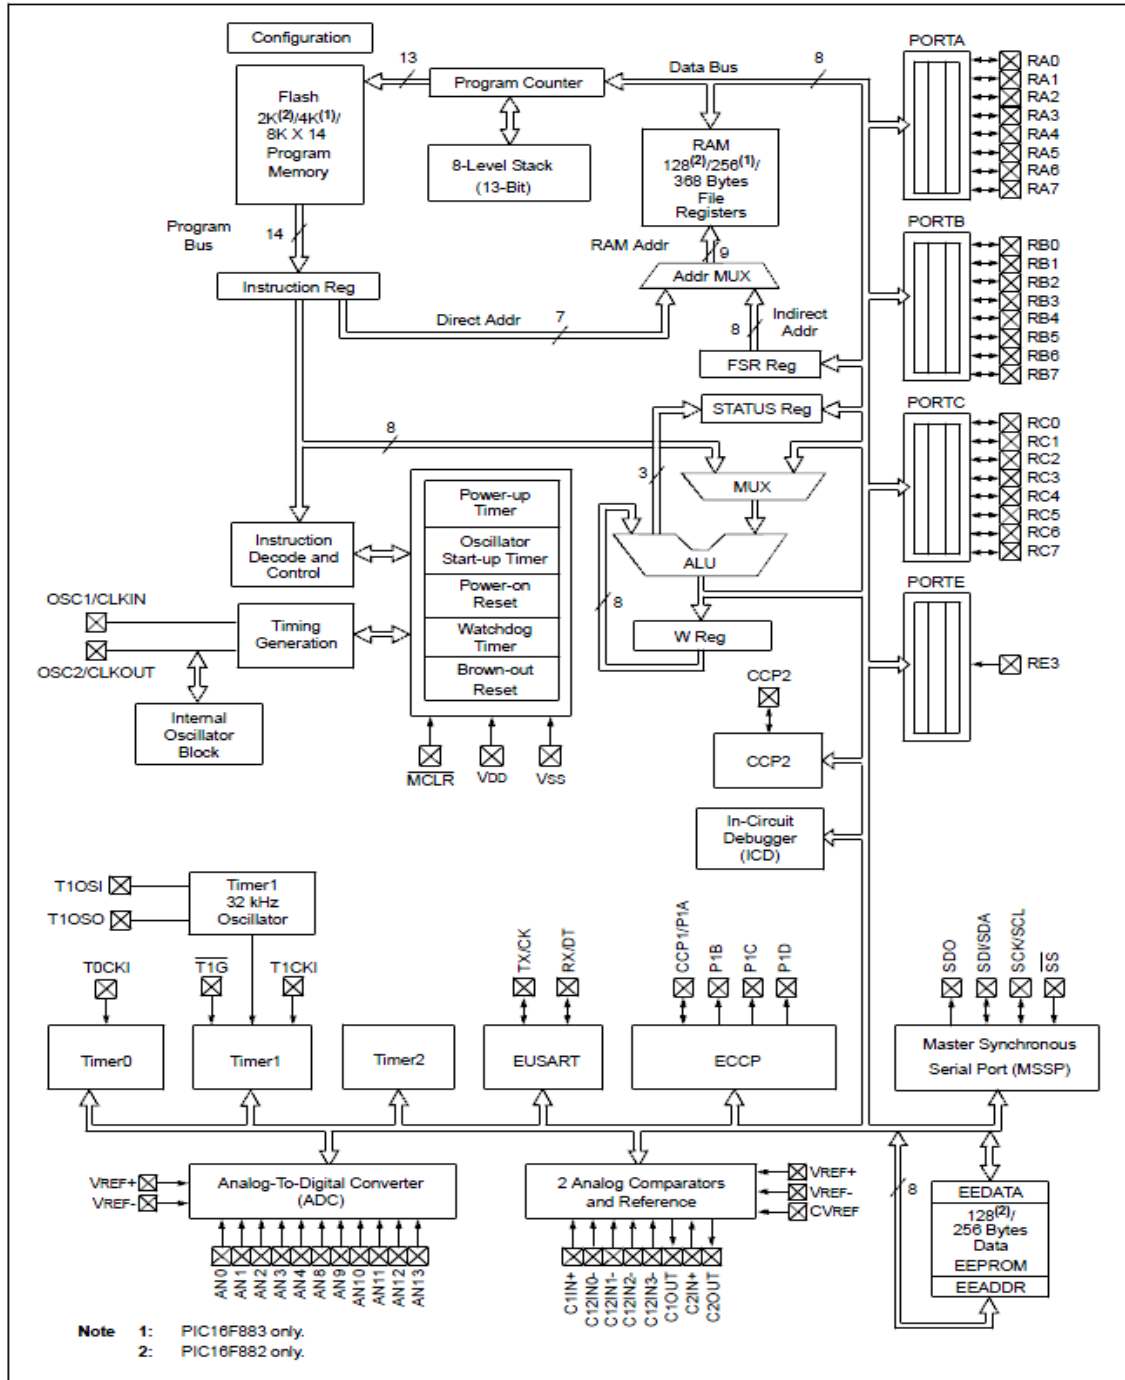 Configuration
Flash
2K(2)/4K(1)/
8K X 14
Program
Memory
13
Program Counter
8-Level Stack
(13-Bit)
Data Bus
8
RAM
128(2)/256(1)/
368 Bytes
File
Registers
Program
Bus
14
Instruction Reg
RAM Addr
9
Addr MUX
Direct Addr
7
Indirect
Addr
8
FSR Reg
STATUS Reg
8
3
MUX
ALU
8
W Reg
PORTA
RA0
RA1
RA2
RA3
RA4
RA5
RA6
RA7
PORTB
RB0
RB1
RB2
RB3
RB4
RB5
RB6
RB7
PORTC
RC0
RC1
RC2
RC3
RC4
RC5
RC6
RC7
PORTE
RE3
Instruction
Decode and
Control
Power-up
Timer
Oscillator
Start-up Timer
Power-on
Reset
Watchdog
Timer
Brown-out
Reset
OSC1/CLKIN
OSC2/CLKOUT
Timing
Generation
Internal
Oscillator
Block
MCLR
VDD
VSS
CCP2
CCP2
In-Circuit
Debugger
(ICD)
T1OSI
T1OSO
Timer1
32 kHz
Oscillator
T0CKI
T1G
T1CKI
TX/CK
RX/DT
CCP1/P1A
P1B
P1C
P1D
SDO
SDI/SDA
SCK/SCL
SS
Timer0
Timer1
Timer2
EUSART
ECCP
Master Synchronous
Serial Port (MSSP)
VREF+
VREF-
Analog-To-Digital Converter
(ADC)
AN0
AN1
AN2
AN3
AN4
AN8
AN9
AN10
AN11
AN12
AN13
2 Analog Comparators
and Reference
VREF+
VREF-
CVREF
C1IN+
C12IN0-
C12IN1-
C12IN2-
C12IN3-
C1OUT
C2IN+
C2OUT
8
EEDATA
128(2)/
256 Bytes
Data
EEPROM
EEADDR
Note 1: PIC16F883 only.
2: PIC16F882 only.